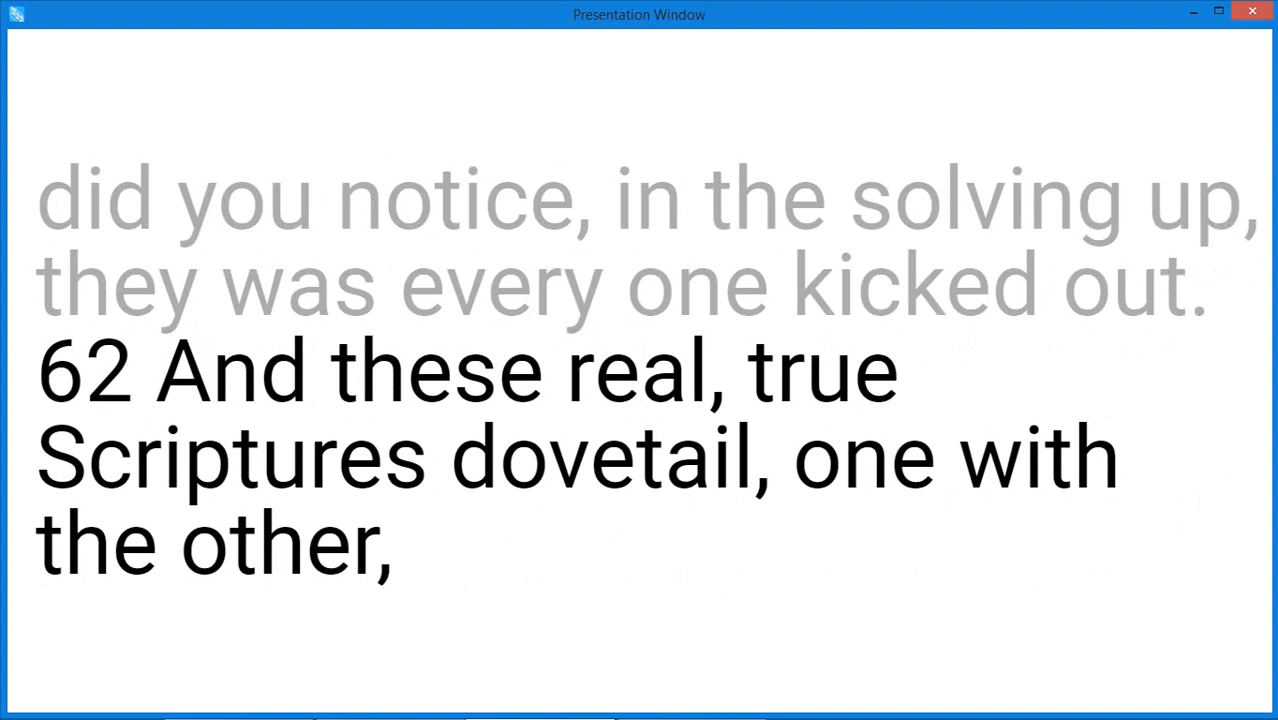 Presentation Window
did you notice, in the solving up,
they was every one kicked out.
62 And these real, true
Scriptures dovetail, one with
the other,